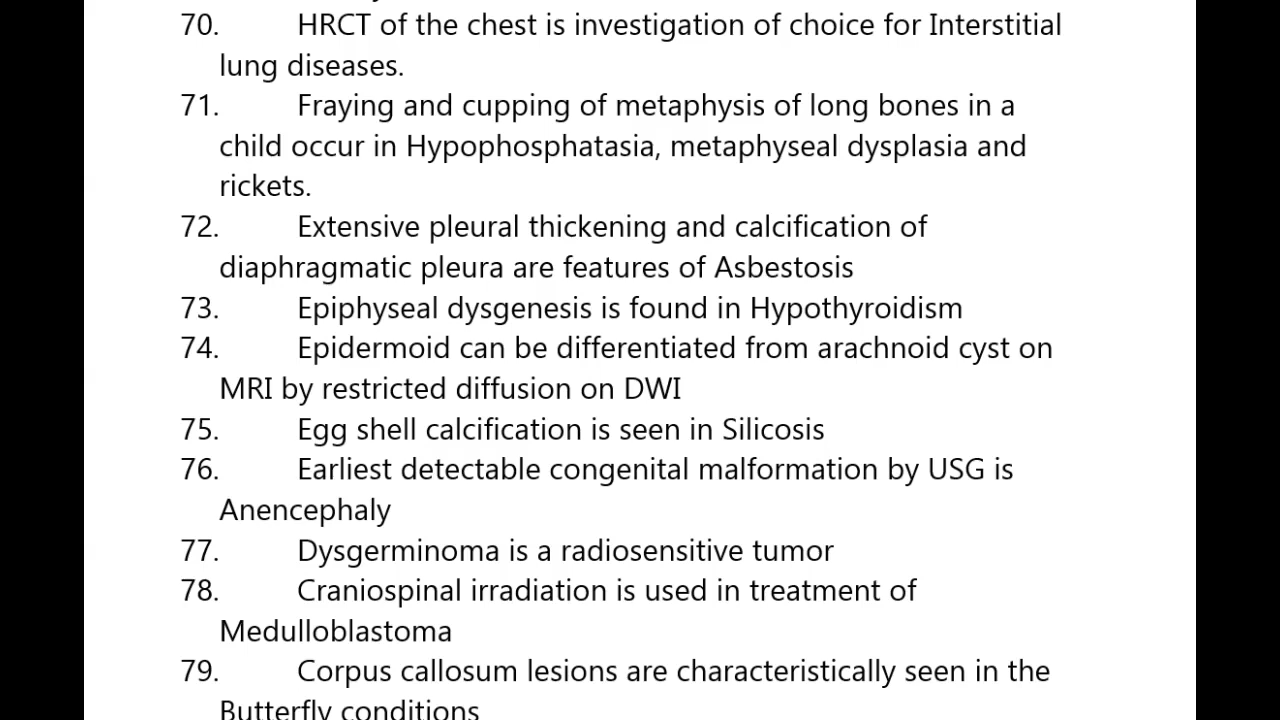 70. HRCT of the chest is investigation of choice for Interstitial
lung diseases.
71. Fraying and cupping of metaphysis of long bones in a
child occur in Hypophosphatasia, metaphyseal dysplasia and
rickets.
72. Extensive pleural thickening and calcification of
diaphragmatic pleura are features of Asbestosis
73. Epiphyseal dysgenesis is found in Hypothyroidism
74. Epidermoid can be differentiated from arachnoid cyst on
MRI by restricted diffusion on DWI
75. Egg shell calcification is seen in Silicosis
76. Earliest detectable congenital malformation by USG is
Anencephaly
77. Dysgerminoma is a radiosensitive tumor
78. Craniospinal irradiation is used in treatment of
Medulloblastoma
79. Corpus callosum lesions are characteristically seen in the
Butterfly conditions